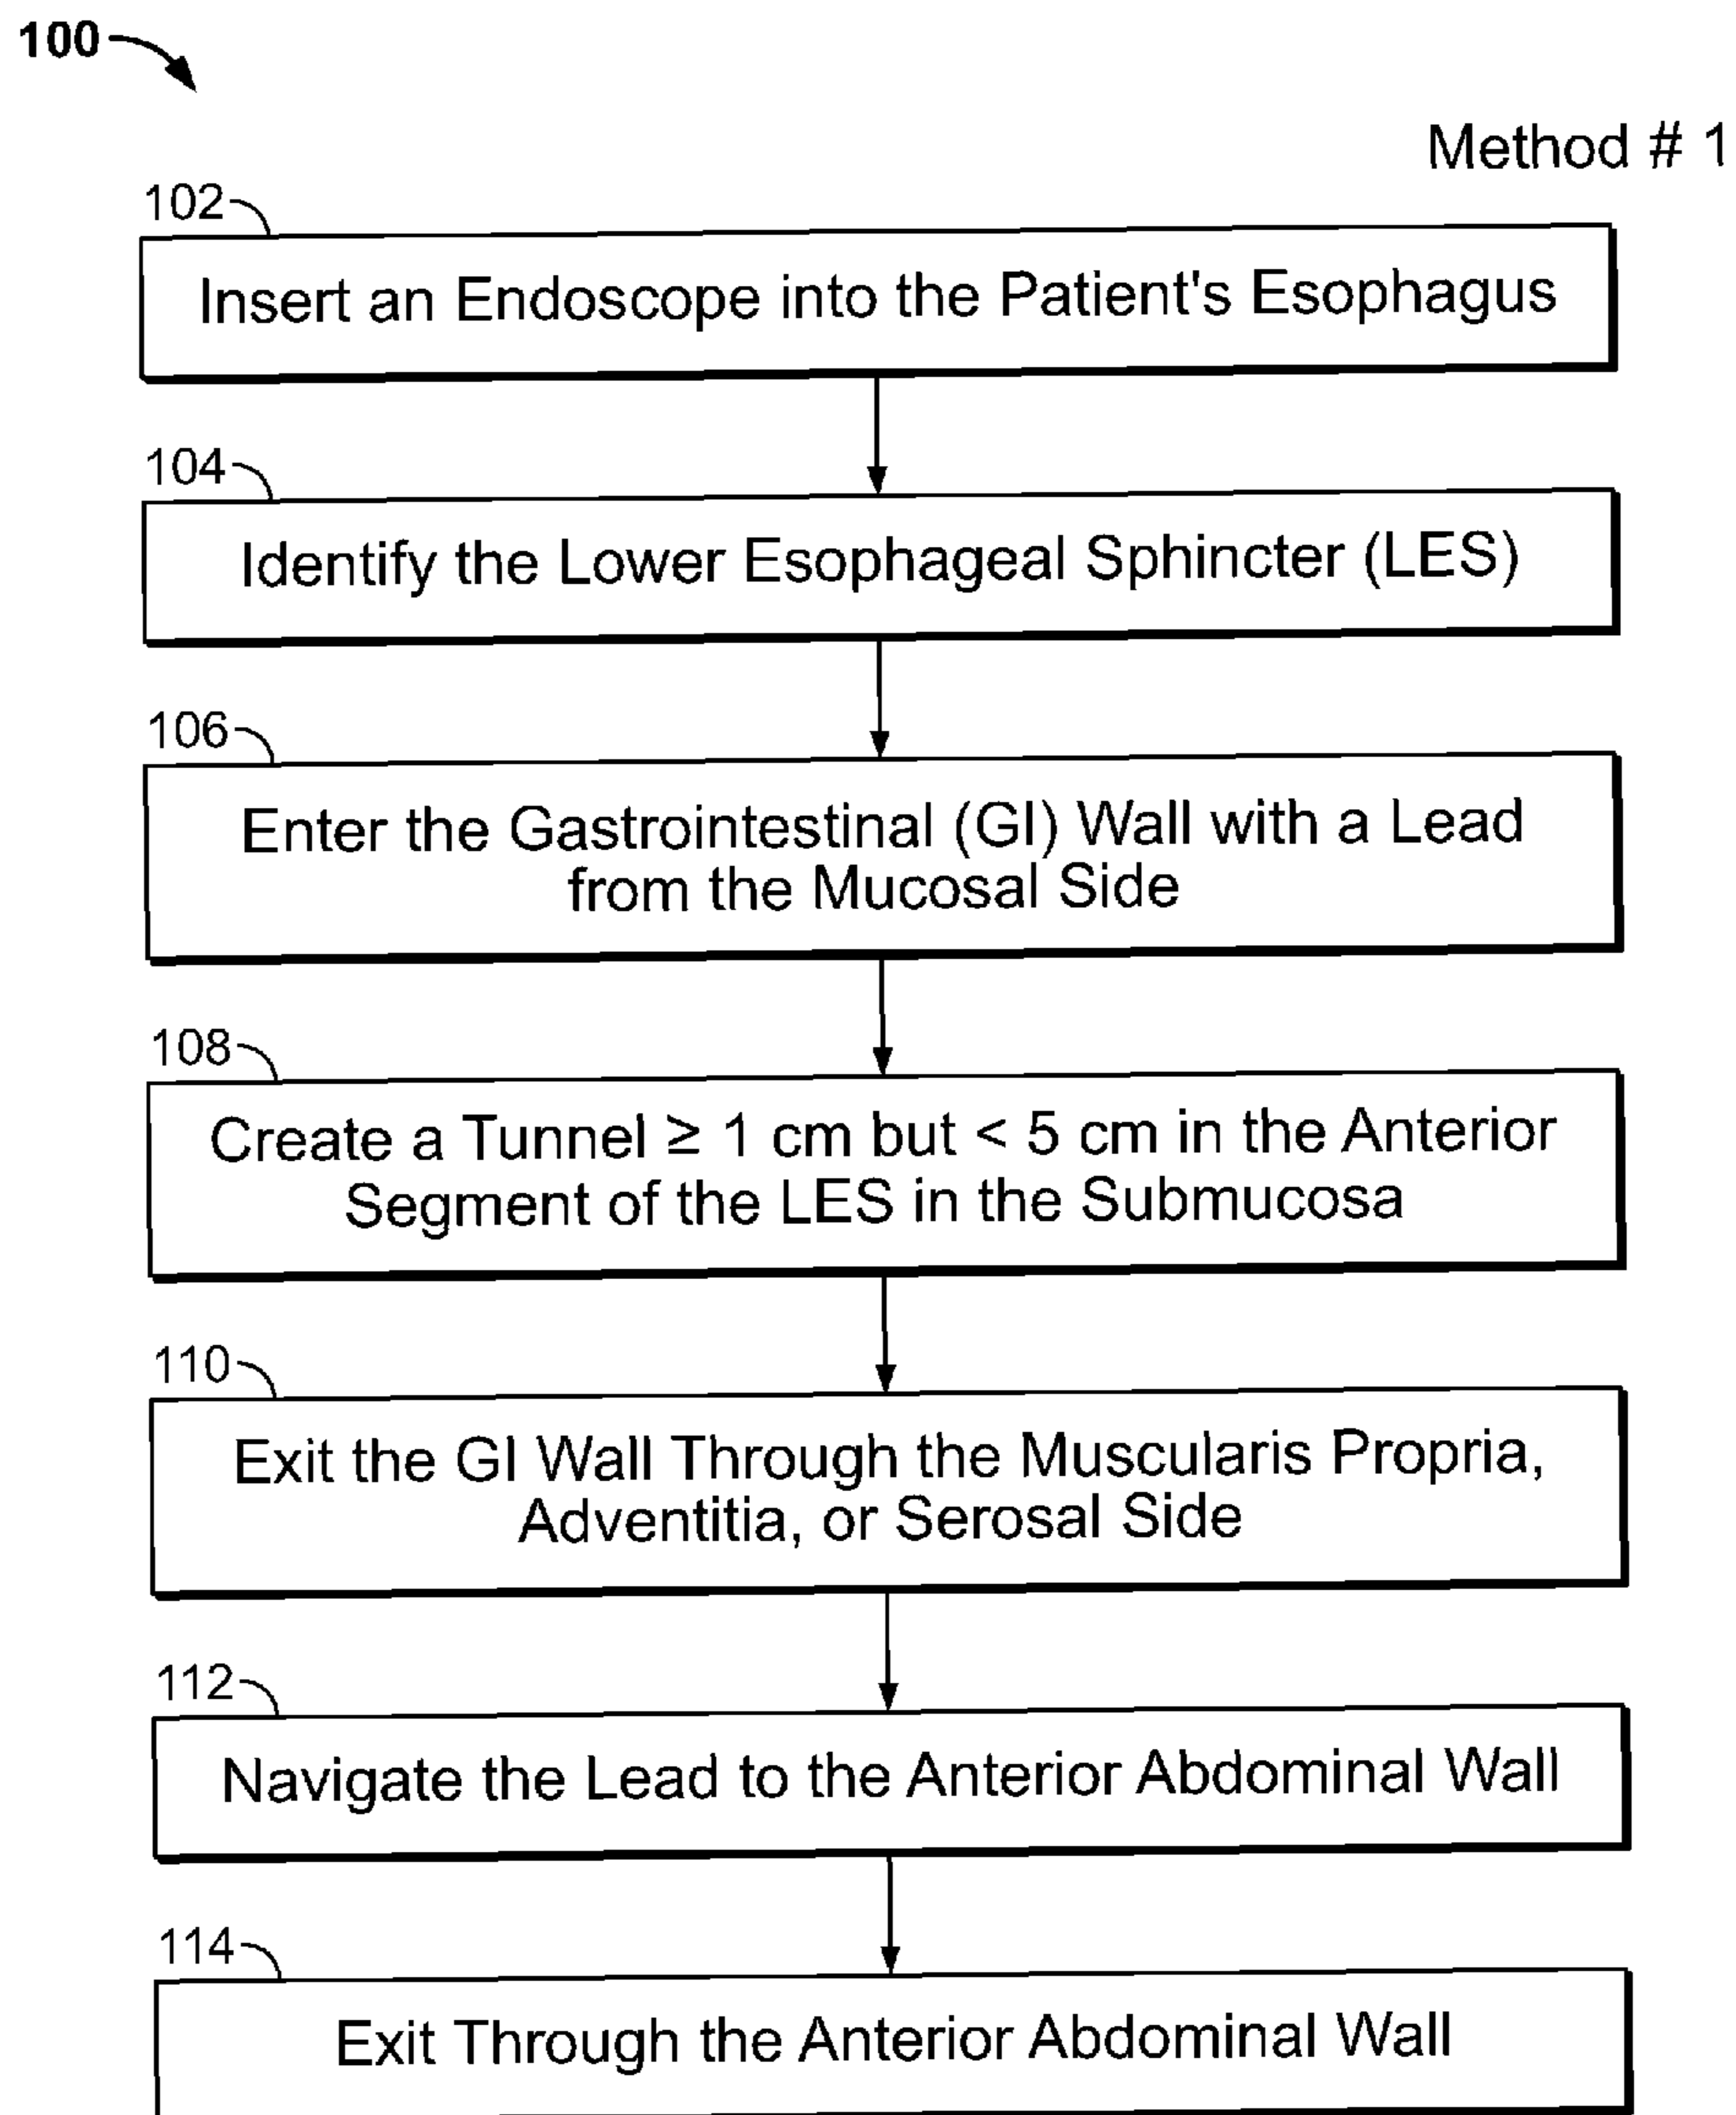 100
Method # 1
102
Insert an Endoscope into the Patient's Esophagus
104
Identify the Lower Esophageal Sphincter (LES)
106
Enter the Gastrointestinal (GI) Wall with a Lead
from the Mucosal Side
108
Create a Tunnel ≥ 1 cm but < 5 cm in the Anterior
Segment of the LES in the Submucosa
110
Exit the GI Wall Through the Muscularis Propria,
Adventitia, or Serosal Side
112
Navigate the Lead to the Anterior Abdominal Wall
114
Exit Through the Anterior Abdominal Wall